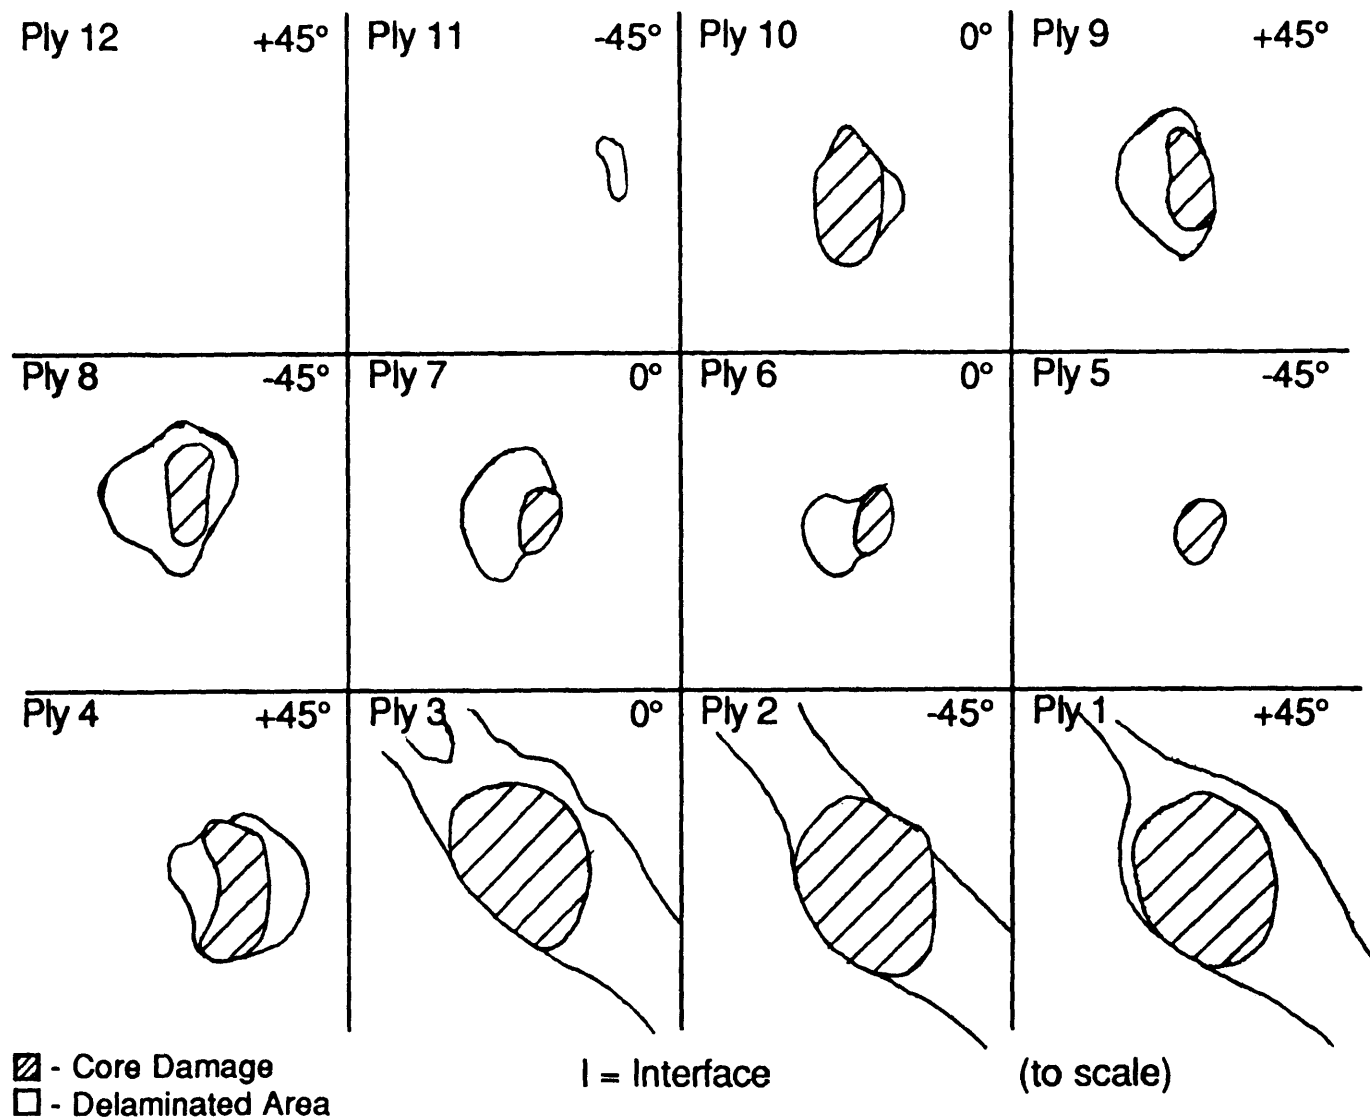 Ply 12 +45° Ply 11 -45° Ply 10 0° Ply 9 +45°
Ply 8 -45° Ply 7 0° Ply 6 0° Ply 5 -45°
Ply 4 +45° Ply 3 0° Ply 2 -45° Ply 1 +45°
- Core Damage I = Interface (to scale)
- Delaminated Area